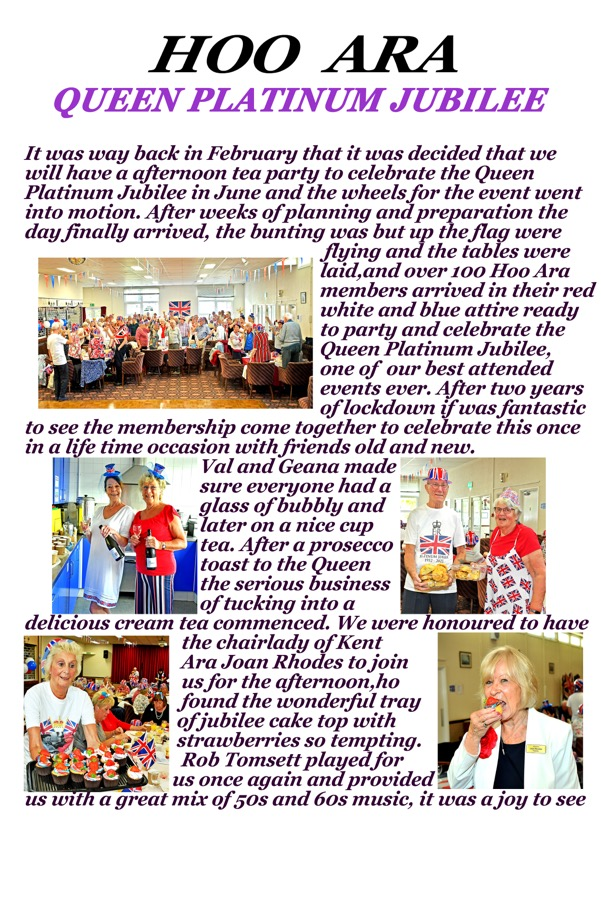 HOO ARA
QUEEN PLATINUM JUBILEE
It was way back in February that it was decided that we
will have a afternoon tea party to celebrate the Queen
Platinum Jubilee in June and the wheels for the event went
into motion. After weeks of planning and preparation the
day finally arrived, the bunting was but up the flag were
flying and the tables were
laid,and over 100 Hoo Ara
members arrived in their red
white and blue attire ready
to party and celebrate the
Queen Platinum Jubilee,
one of our best attended
events ever. After two years
of lockdown if was fantastic
to see the membership come together to celebrate this once
in a life time occasion with friends old and new.
Val and Geana made
sure everyone had a
glass of bubbly and
later on a nice cup
tea. After a prosecco
toast to the Queen
the serious business
of tucking into a
delicious cream tea commenced. We were honoured to have
the chairlady of Kent
Ara Joan Rhodes to join
us for the afternoon,ho
found the wonderful tray
of jubilee cake top with
strawberries so tempting.
Rob Tomsett played for
us once again and provided
us with a great mix of 50s and 60s music, it was a joy to see